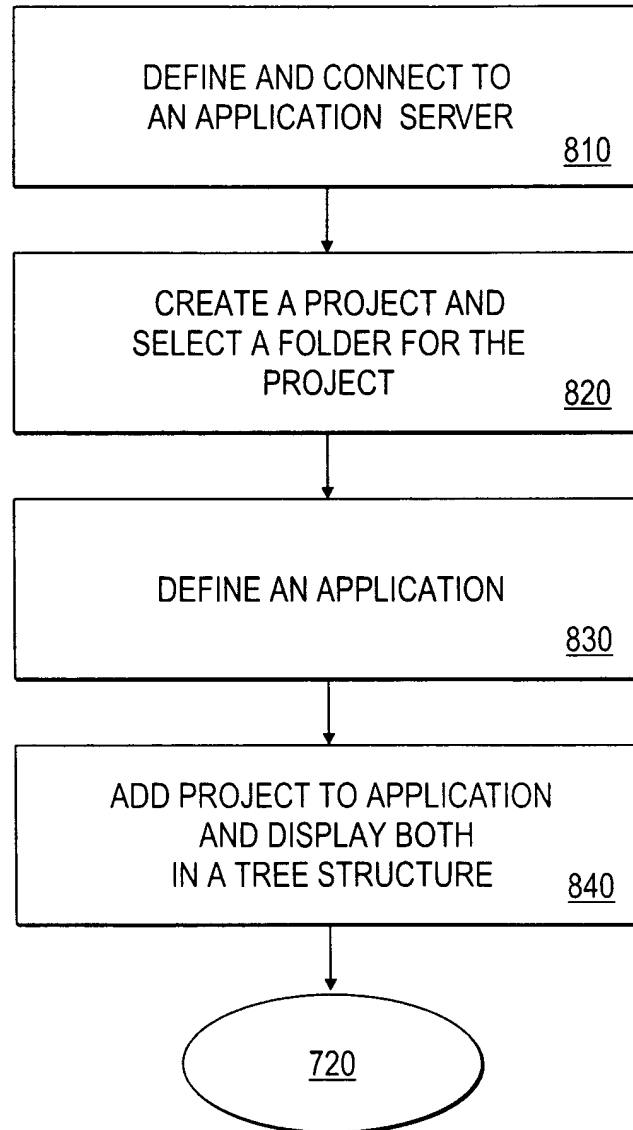 DEFINE AND CONNECT TO
AN APPLICATION SERVER
810
CREATE A PROJECT AND
SELECT A FOLDER FOR THE
PROJECT
820
DEFINE AN APPLICATION
830
ADD PROJECT TO APPLICATION
AND DISPLAY BOTH
IN A TREE STRUCTURE
840
720